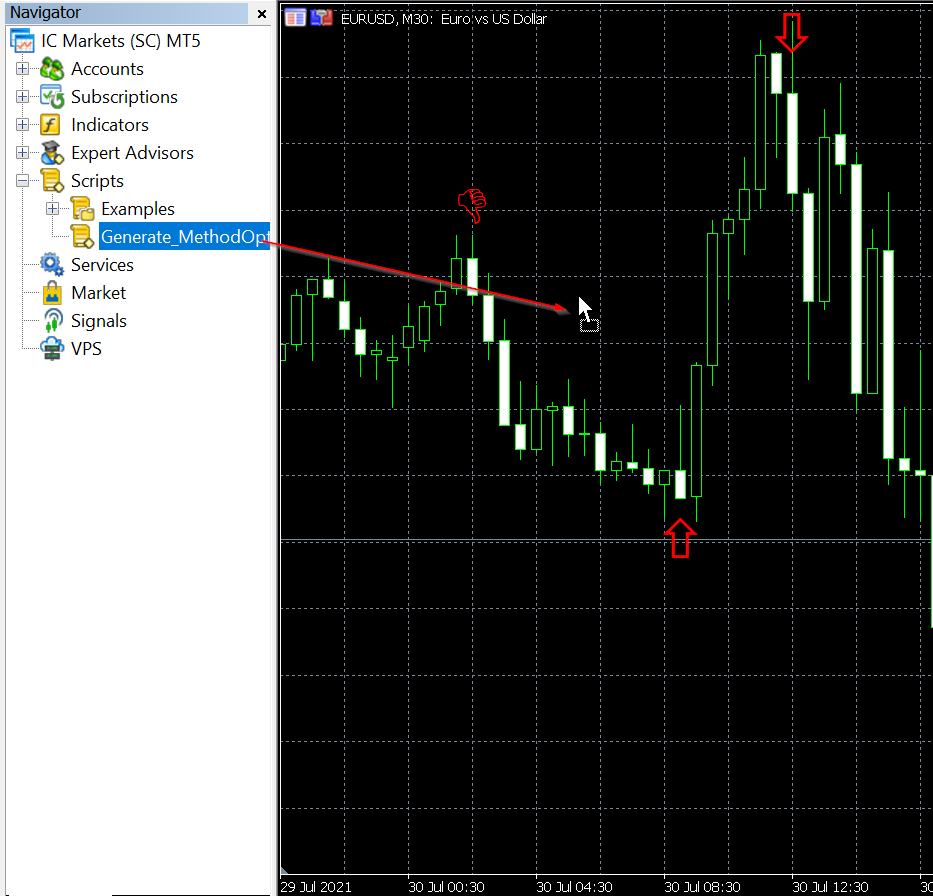 Navigator
IC Markets (SC) MT5
Accounts
Subscriptions
Indicators
Expert Advisors
Scripts
Examples
Generate_MethodOpt
Services
Market
Signals
VPS
EURUSD, M30: Euro vs US Dollar
29 Jul 2021 30 Jul 00:30 30 Jul 04:30 30 Jul 08:30 30 Jul 12:30 30